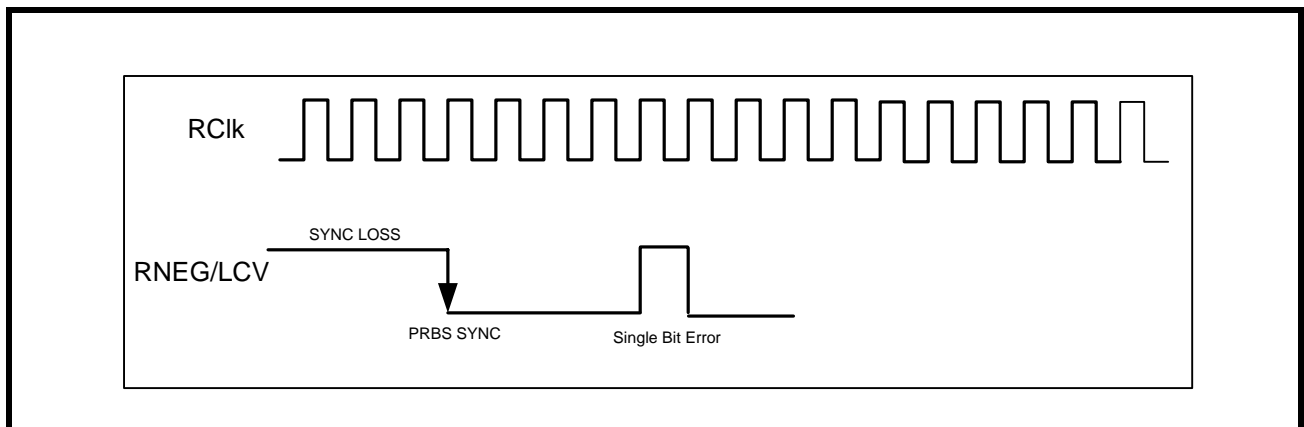 RClk
SYNC LOSS
RNEG/LCV
PRBS SYNC
Single Bit Error